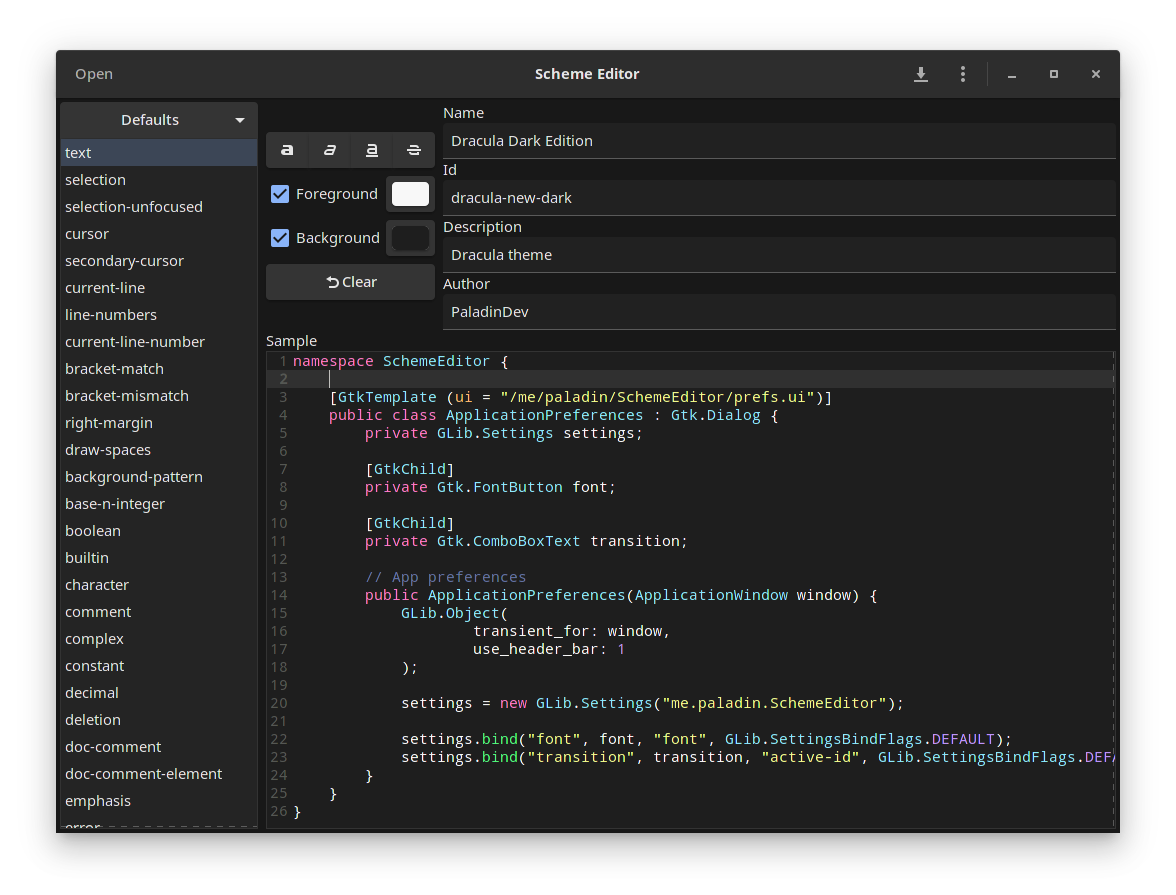 Open
Scheme Editor
Defaults
text
selection
selection-unfocused
cursor
secondary-cursor
current-line
line-numbers
current-line-number
bracket-match
bracket-mismatch
right-margin
draw-spaces
background-pattern
base-n-integer
boolean
builtin
character
comment
complex
constant
decimal
deletion
doc-comment
doc-comment-element
emphasis
error
a a a S
Foreground
Background
Clear
Name
Dracula Dark Edition
Id
dracula-new-dark
Description
Dracula theme
Author
PaladinDev
Sample
1 namespace SchemeEditor {
2
3     [GtkTemplate (ui = "/me/paladin/SchemeEditor/prefs.ui")]
4     public class ApplicationPreferences : Gtk.Dialog {
5         private GLib.Settings settings;
6
7         [GtkChild]
8         private Gtk.FontButton font;
9
10         [GtkChild]
11         private Gtk.ComboBoxText transition;
12
13         // App preferences
14         public ApplicationPreferences(ApplicationWindow window) {
15             GLib.Object(
16                     transient_for: window,
17                     use_header_bar: 1
18             );
19
20             settings = new GLib.Settings("me.paladin.SchemeEditor");
21
22             settings.bind("font", font, "font", GLib.SettingsBindFlags.DEFAULT);
23             settings.bind("transition", transition, "active-id", GLib.SettingsBindFlags.DEFA
24         }
25     }
26 }